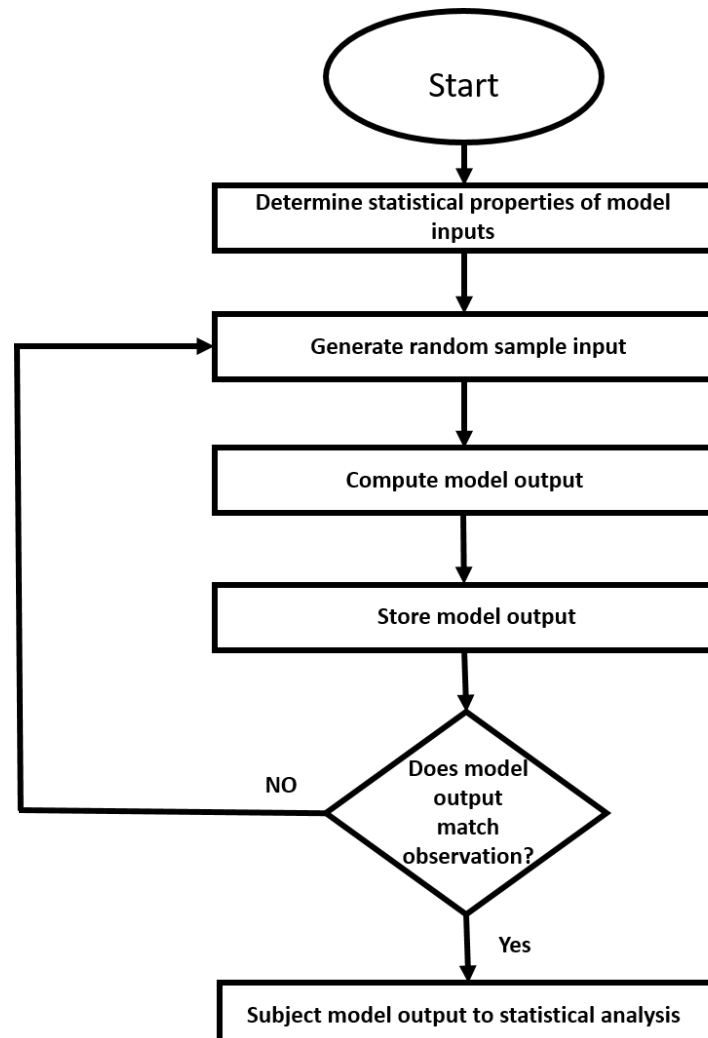 Start
Determine statistical properties of model
inputs
Generate random sample input
Compute model output
Store model output
Does model
output
match
observation?
NO
Yes
Subject model output to statistical analysis